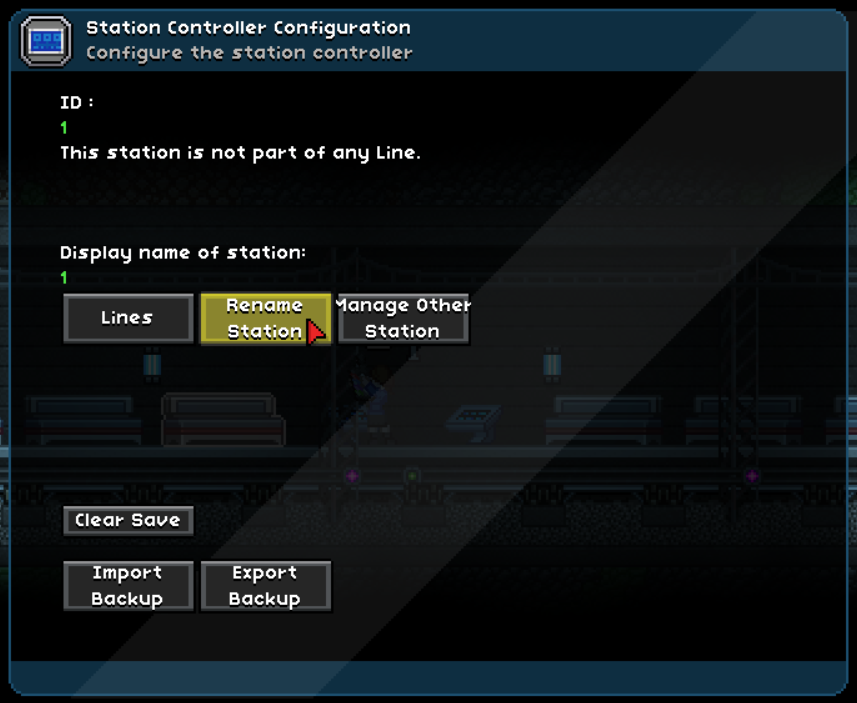 Station Controller Configuration
Configure the station controller
ID :
1
This station is not part of any Line.
Display name of station:
1
Lines
Rename
Station
Manage Other
Station
Clear Save
Import
Backup
Export
Backup